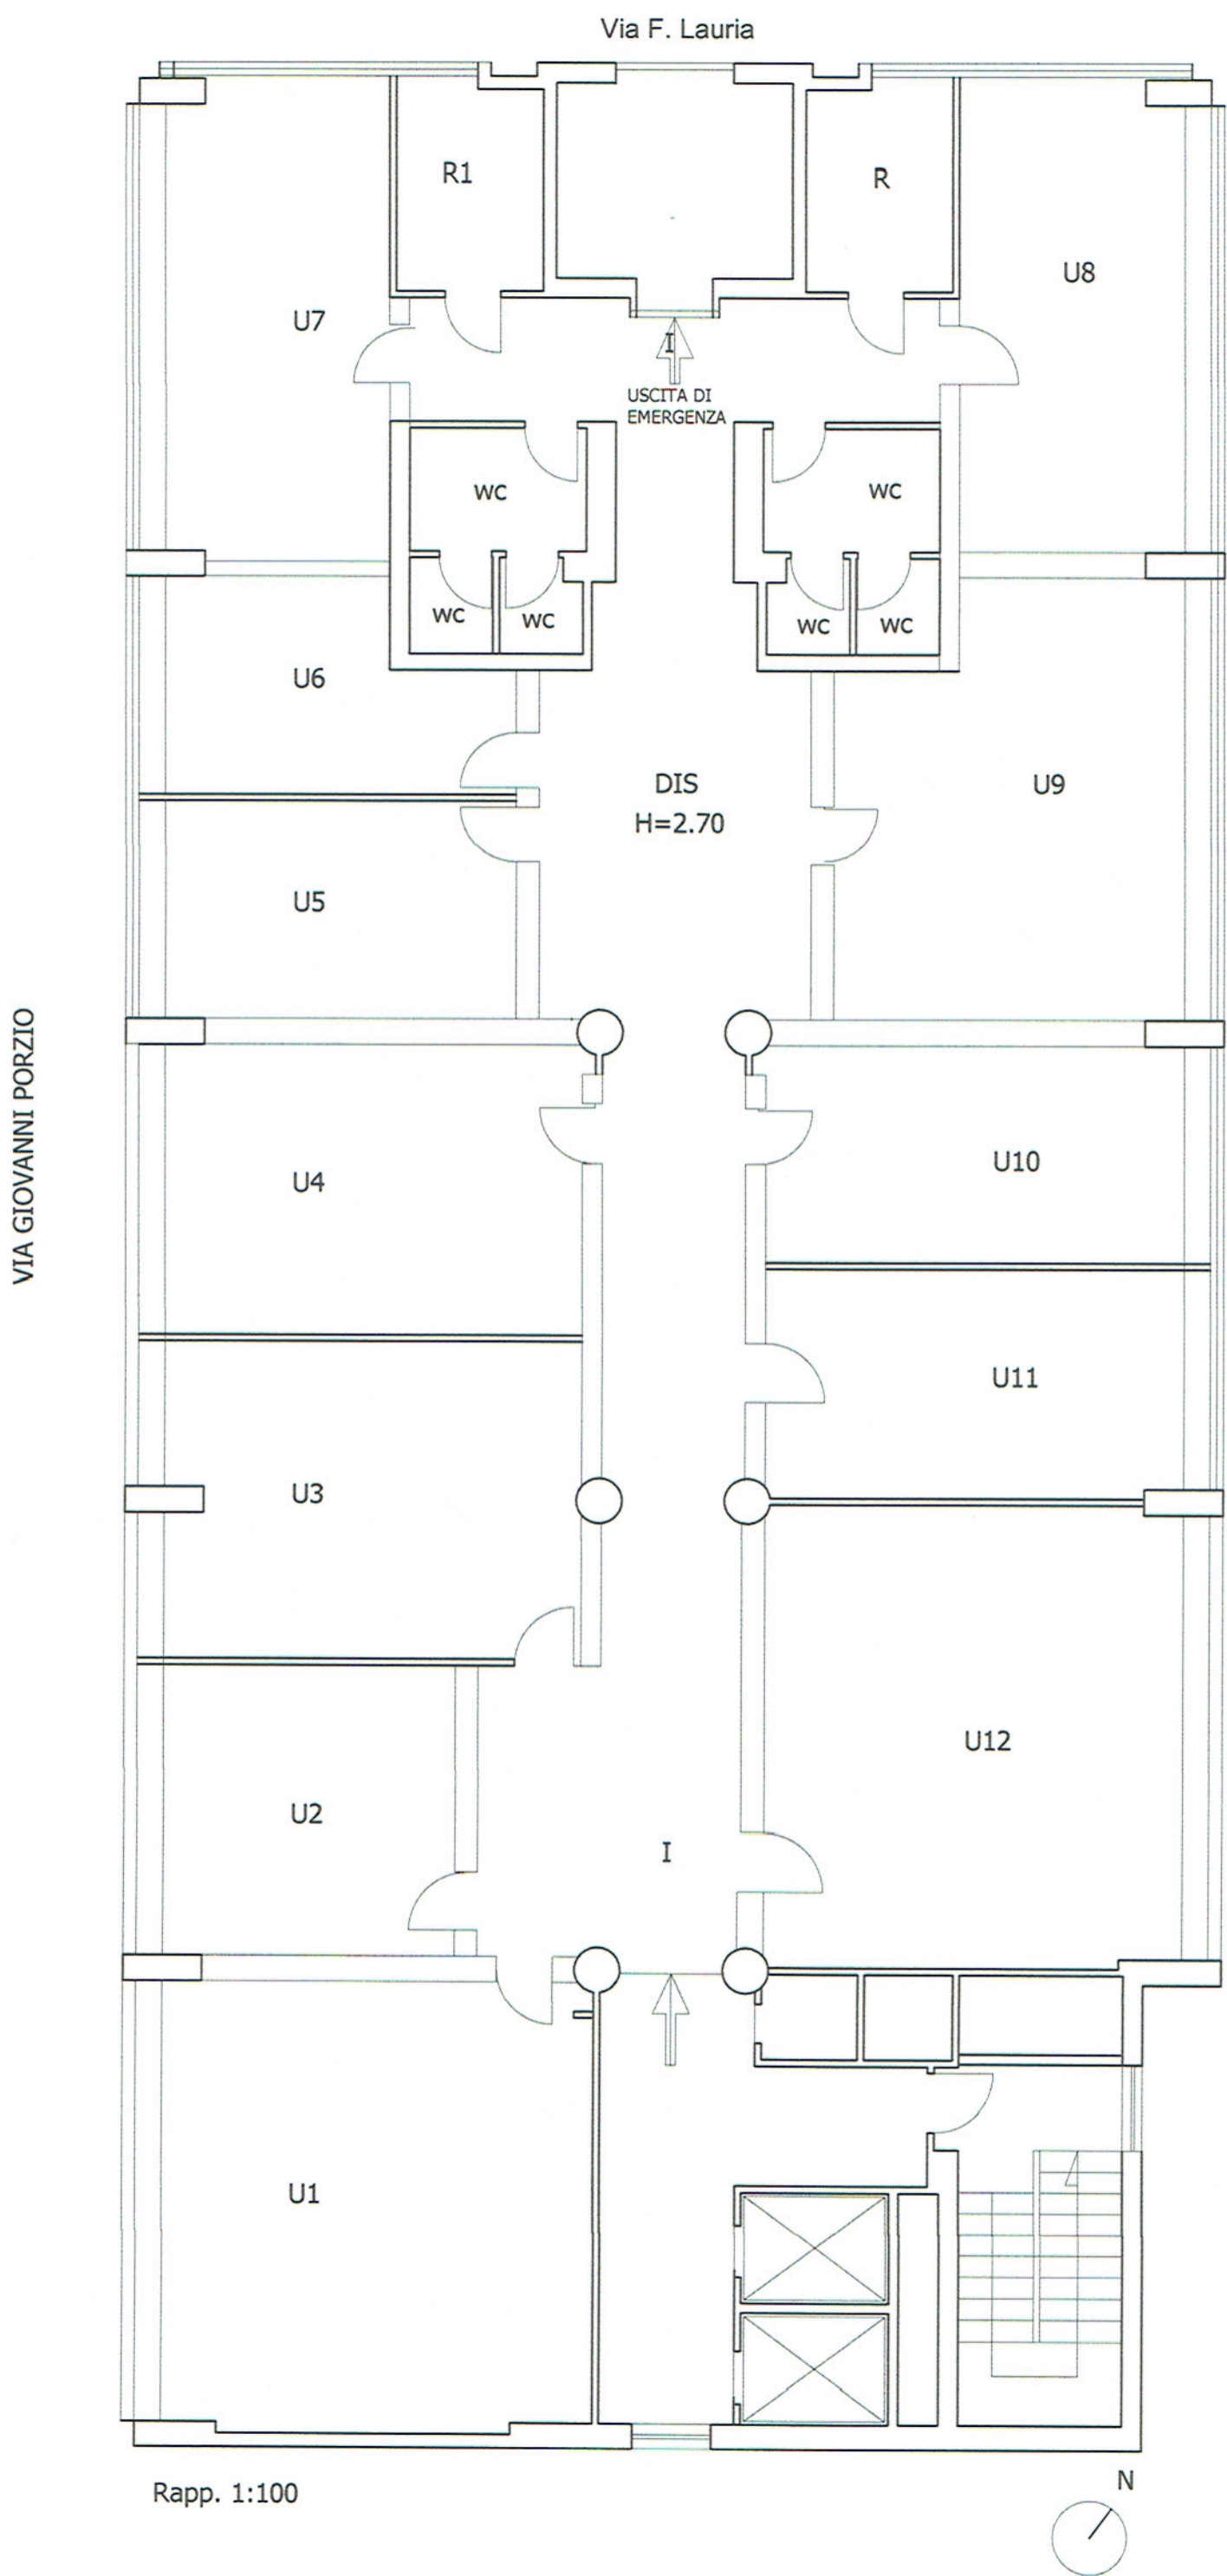 Via F. Lauria
R1
R
U8
U7
I
USCITA DI
EMERGENZA
wc
wc
wc
wc
wc
wc
U6
DIS
H=2.70
U9
U5
VIA GIOVANNI PORZIO
U4
U10
U11
U3
U12
U2
I
U1
Rapp. 1:100
N